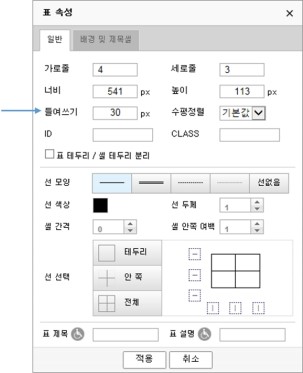 표 속성
일반 배경 및 제목셀
가로줄 4 세로줄 3
너비 541 px 높이 113 px
들여쓰기 30 px 수평정렬 기본값
ID CLASS
표 테두리 / 셀 테두리 분리
선 모양 선없음
선 색상 선 두께 1
셀 간격 0 셀 안쪽 여백 1
테두리
선 선택 안 쪽
전체
표 제목 표 설명
적용 취소